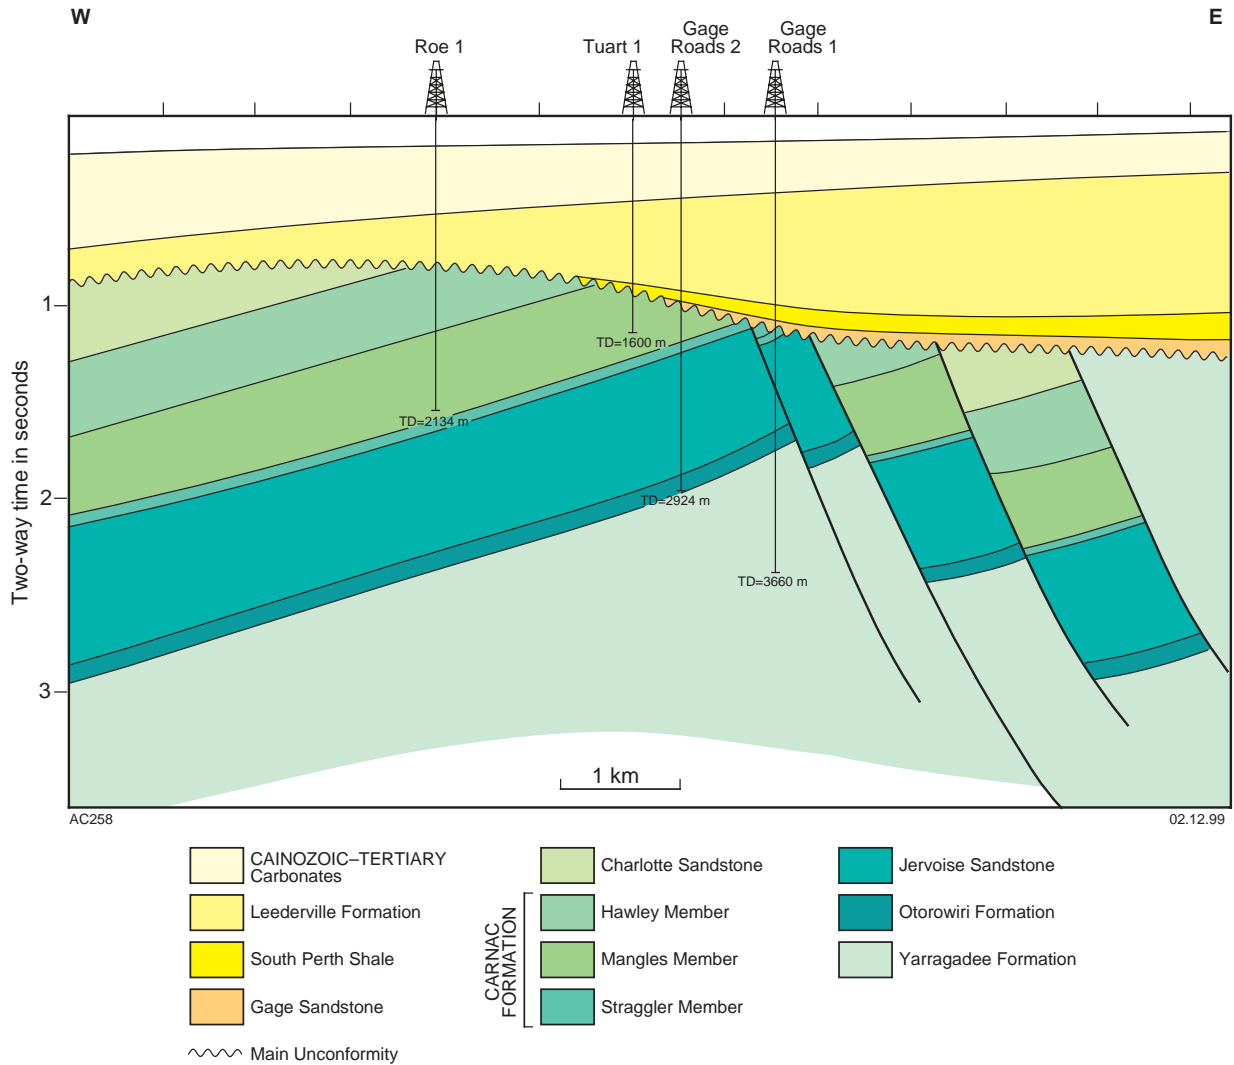 W
E
Roe 1
Tuart 1
Gage
Roads 2
Gage
Roads 1
Two-way time in seconds
1
2
3
TD=1600 m
TD=2134 m
TD=2924 m
TD=3660 m
1 km
AC258
02.12.99
CAINOZOIC–TERTIARY
Carbonates
Leederville Formation
South Perth Shale
Gage Sandstone
Main Unconformity
CARNAC
FORMATION
Charlotte Sandstone
Hawley Member
Mangles Member
Straggler Member
Jervoise Sandstone
Otorowiri Formation
Yarragadee Formation